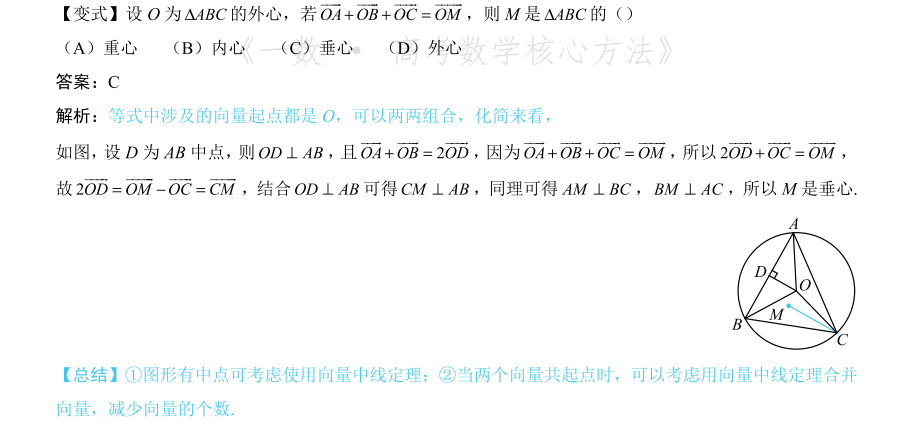 【变式】设 O 为 ΔABC 的外心，若 $\overrightarrow{OA}+\overrightarrow{OB}+\overrightarrow{OC}=\overrightarrow{OM}$，则 M 是 ΔABC 的（）
（A）重心 （B）内心 （C）垂心 （D）外心
《一数· 高考数学核心方法》
答案：C
解析：等式中涉及的向量起点都是 O，可以两两组合，化简来看，
如图，设 D 为 AB 中点，则 OD ⊥ AB，且 $\overrightarrow{OA}+\overrightarrow{OB}=2\overrightarrow{OD}$，因为 $\overrightarrow{OA}+\overrightarrow{OB}+\overrightarrow{OC}=\overrightarrow{OM}$，所以 $2\overrightarrow{OD}+\overrightarrow{OC}=\overrightarrow{OM}$，
故 $2\overrightarrow{OD}=\overrightarrow{OM}-\overrightarrow{OC}=\overrightarrow{CM}$，结合 OD ⊥ AB 可得 CM ⊥ AB，同理可得 AM ⊥ BC，BM ⊥ AC，所以 M 是垂心.
A
D
O
M
B
C
【总结】①图形有中点可考虑使用向量中线定理；②当两个向量共起点时，可以考虑用向量中线定理合并
向量，减少向量的个数.